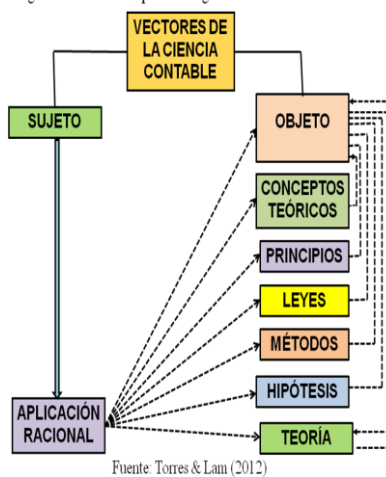 VECTORES DE
LA CIENCIA
CONTABLE
SUJETO
OBJETO
CONCEPTOS
TEÓRICOS
PRINCIPIOS
LEYES
MÉTODOS
HIPÓTESIS
APLICACIÓN
RACIONAL
TEORÍA
Fuente: Torres & Lam (2012)